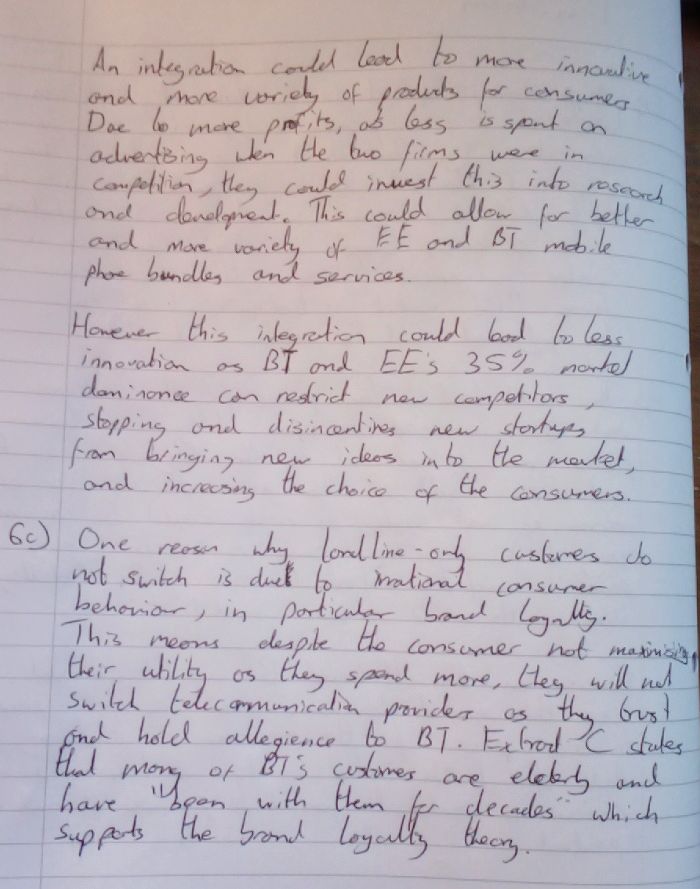 An integration could lead to more innovative
and more variety of products for consumers
Due to more profits, as less is spent on
advertising when the two firms were in
competition, they could invest this into research
and development. This could allow for better
and more variety of EE and BT mobile
phone bundles and services.
However this integration could lead to less
innovation as BT and EE's 35% market
dominance can restrict new competitors,
stopping and disincentives new startups,
from bringing new ideas into the market,
and increasing the choice of the consumers.
6c) One reason why landline-only customers do
not switch is due to irrational consumer
behaviour, in particular brand loyalty.
This means despite the consumer not maximising
their utility as they spend more, they will not
switch telecommunication providers as they trust
and hold allegience to BT. Extract C states
that many of BT's customers are elderly and
have "been with them for decades" which
supports the brand loyalty theory.